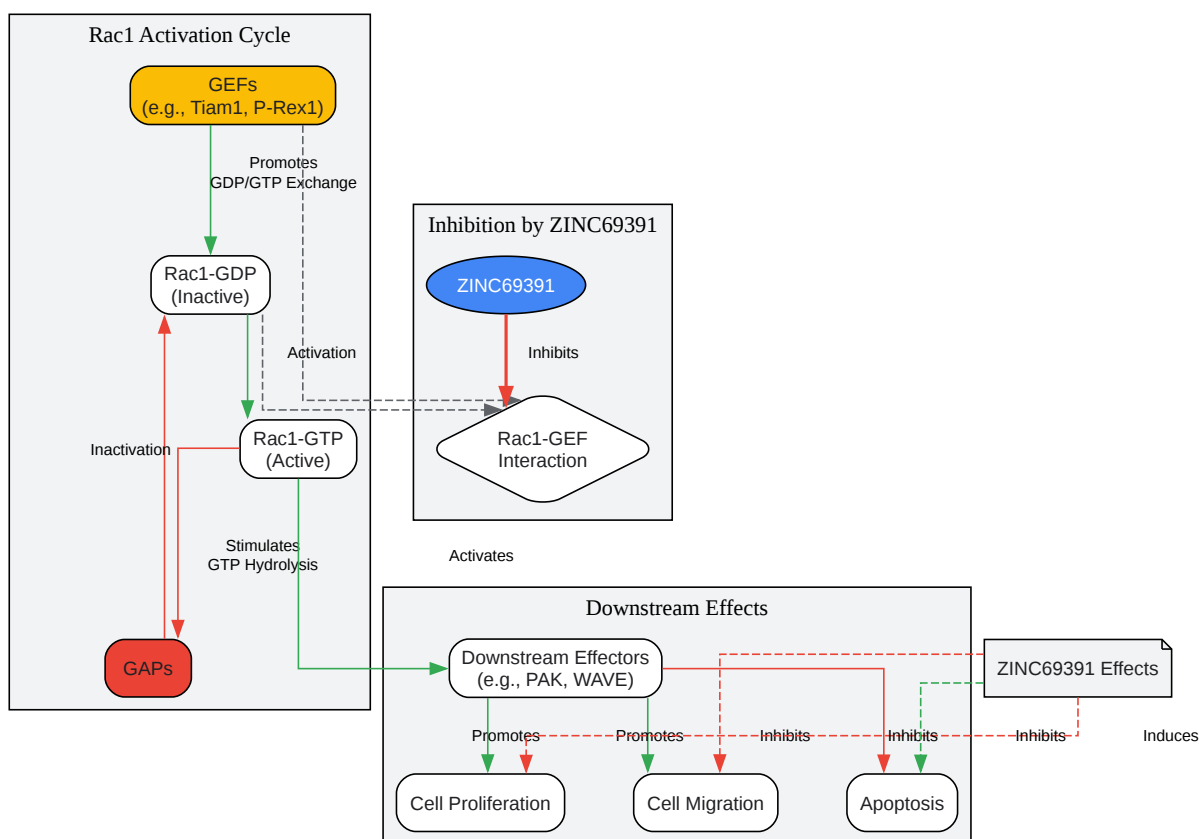 Rac1 Activation Cycle
GEFs
(e.g., Tiam1, P-Rex1)
Promotes
GDP/GTP Exchange
Rac1-GDP
(Inactive)
Activation
Inactivation
Rac1-GTP
(Active)
Stimulates
GTP Hydrolysis
GAPs
Inhibition by ZINC69391
ZINC69391
Inhibits
Rac1-GEF
Interaction
Activates
Downstream Effects
Downstream Effectors
(e.g., PAK, WAVE)
ZINC69391 Effects
Promotes
Promotes
Inhibits
Inhibits
Inhibits
Induces
Cell Proliferation
Cell Migration
Apoptosis